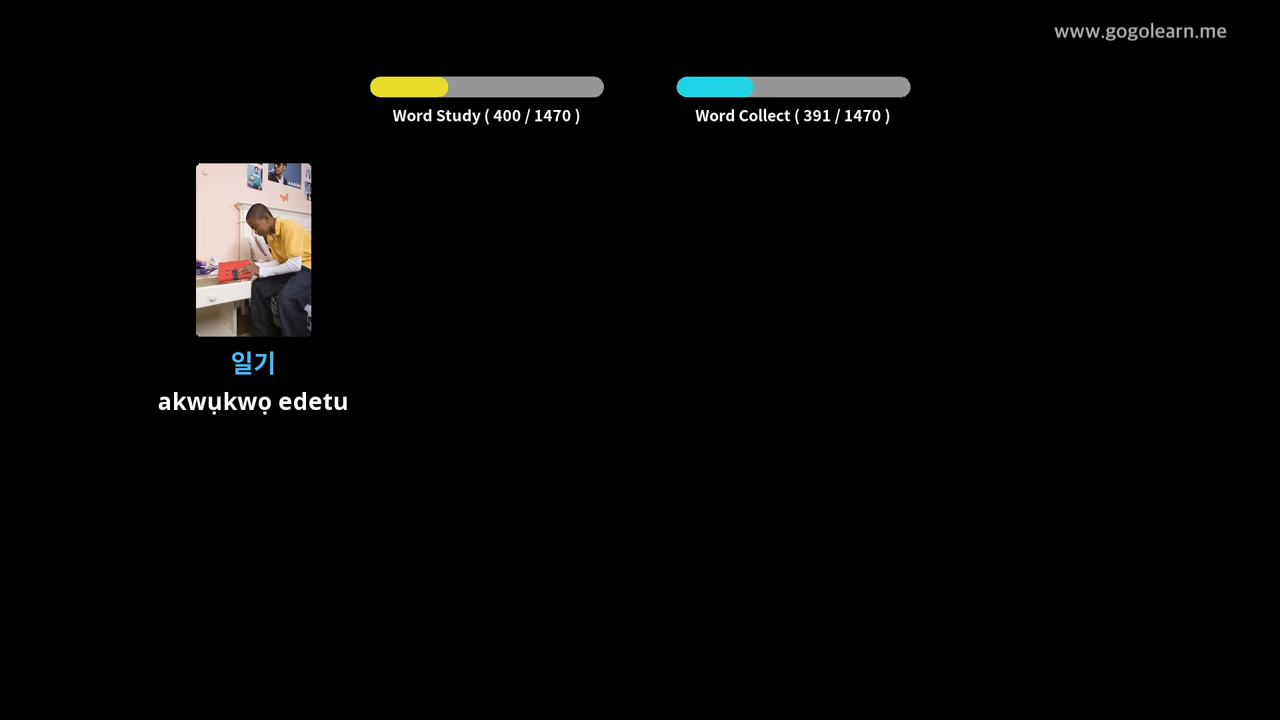 www.gogolearn.me
Word Study ( 400 / 1470 )
Word Collect ( 391 / 1470 )
일기
akwụkwọ edetu